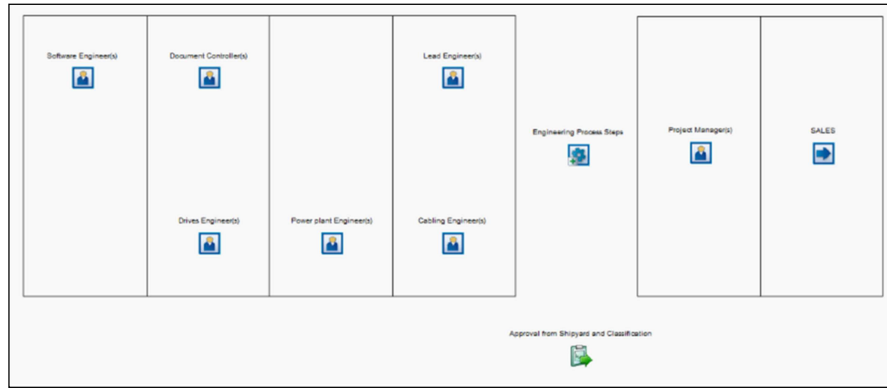 Software Engineer(s)
Document Controller(s)
Lead Engineer(s)
Engineering Process Steps
Project Manager(s)
SALES
Drives Engineer(s)
Power plant Engineer(s)
Cabling Engineer(s)
Approval from Shipyard and Classification